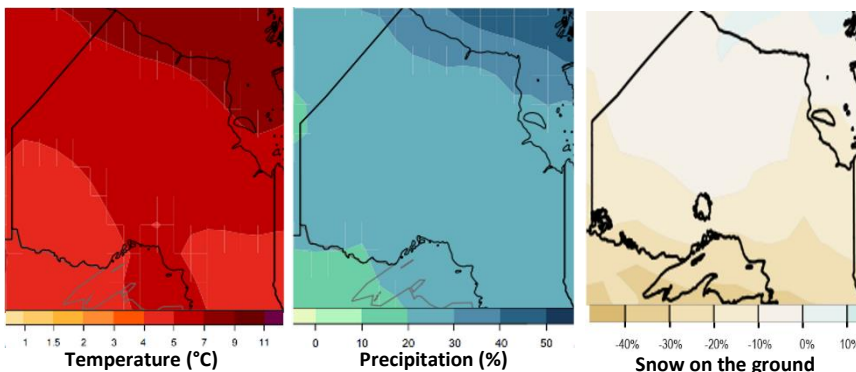 1 1.5 2 3 4 5 7 9 11
Temperature (°C)
0 10 20 30 40 50
Precipitation (%)
-40% -30% -20% -10% 0% 10%
Snow on the ground